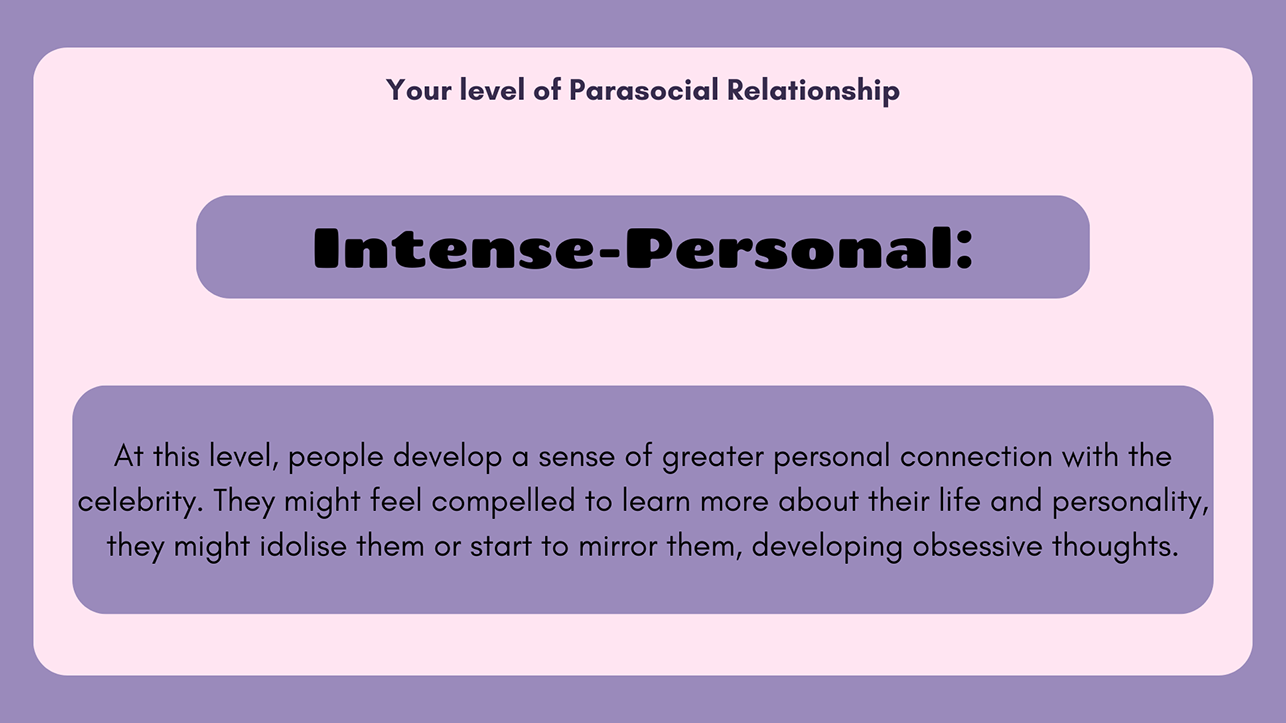 Your level of Parasocial Relationship
Intense-Personal:
At this level, people develop a sense of greater personal connection with the
celebrity. They might feel compelled to learn more about their life and personality,
they might idolise them or start to mirror them, developing obsessive thoughts.